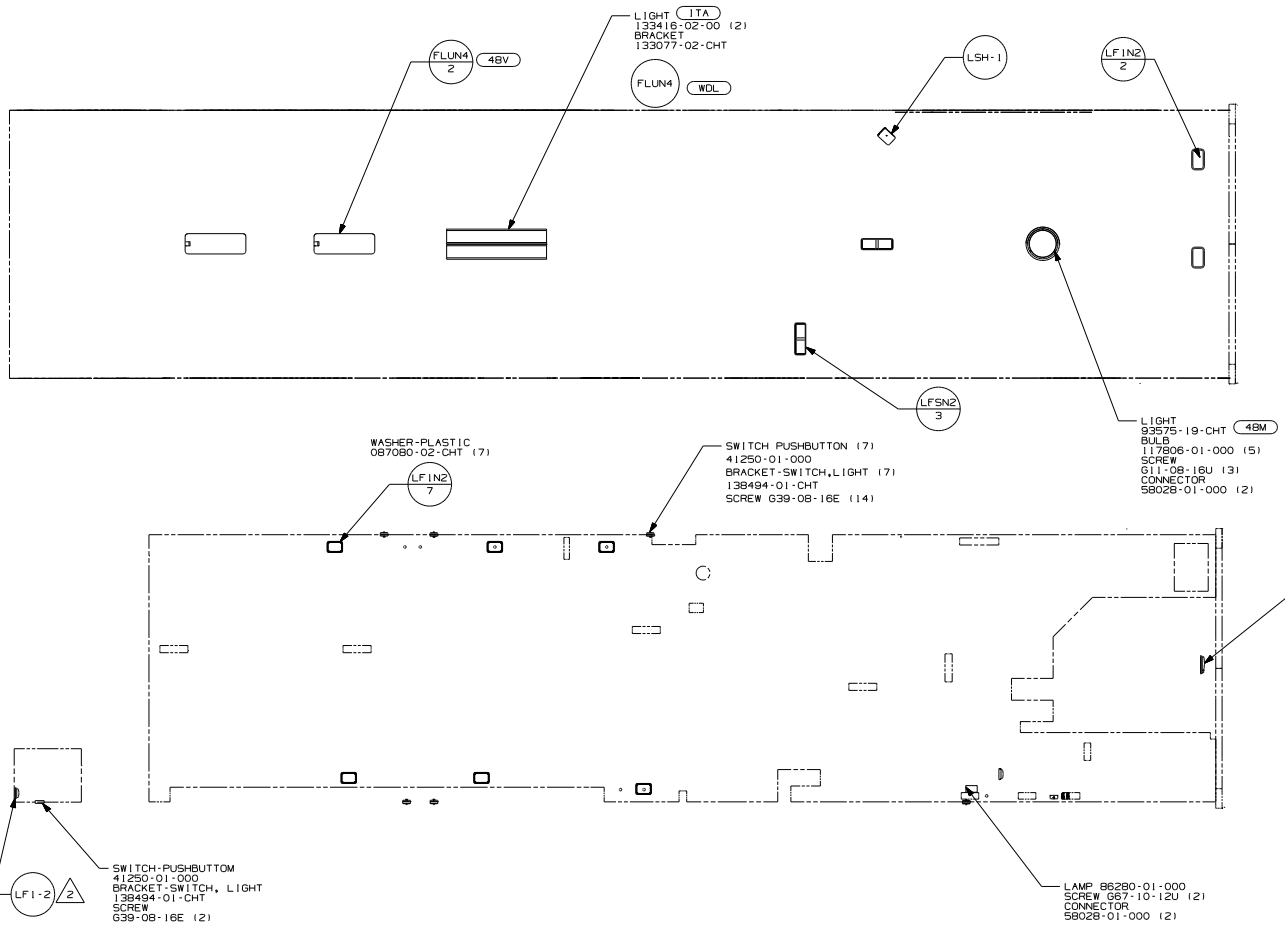 LIGHT 1TA
133416-02-00 (2)
BRACKET
133077-02-CHT
FLUN4
2
48V
FLUN4
WDL
LSH-1
LF1N2
2
LFSN2
3
LIGHT
93575-19-CHT 48M
BULB
117806-01-000 (5)
SCREW
G11-08-16U (3)
CONNECTOR
58028-01-000 (2)
WASHER-PLASTIC
087080-02-CHT (7)
LF1N2
7
SWITCH PUSHBUTTON (7)
41250-01-000
BRACKET-SWITCH,LIGHT (7)
138494-01-CHT
SCREW G39-08-16E (14)
LF1-2
2
SWITCH-PUSHBUTTOM
41250-01-000
BRACKET-SWITCH, LIGHT
138494-01-CHT
SCREW
G39-08-16E (2)
LAMP 86280-01-000
SCREW G67-10-12U (2)
CONNECTOR
58028-01-000 (2)